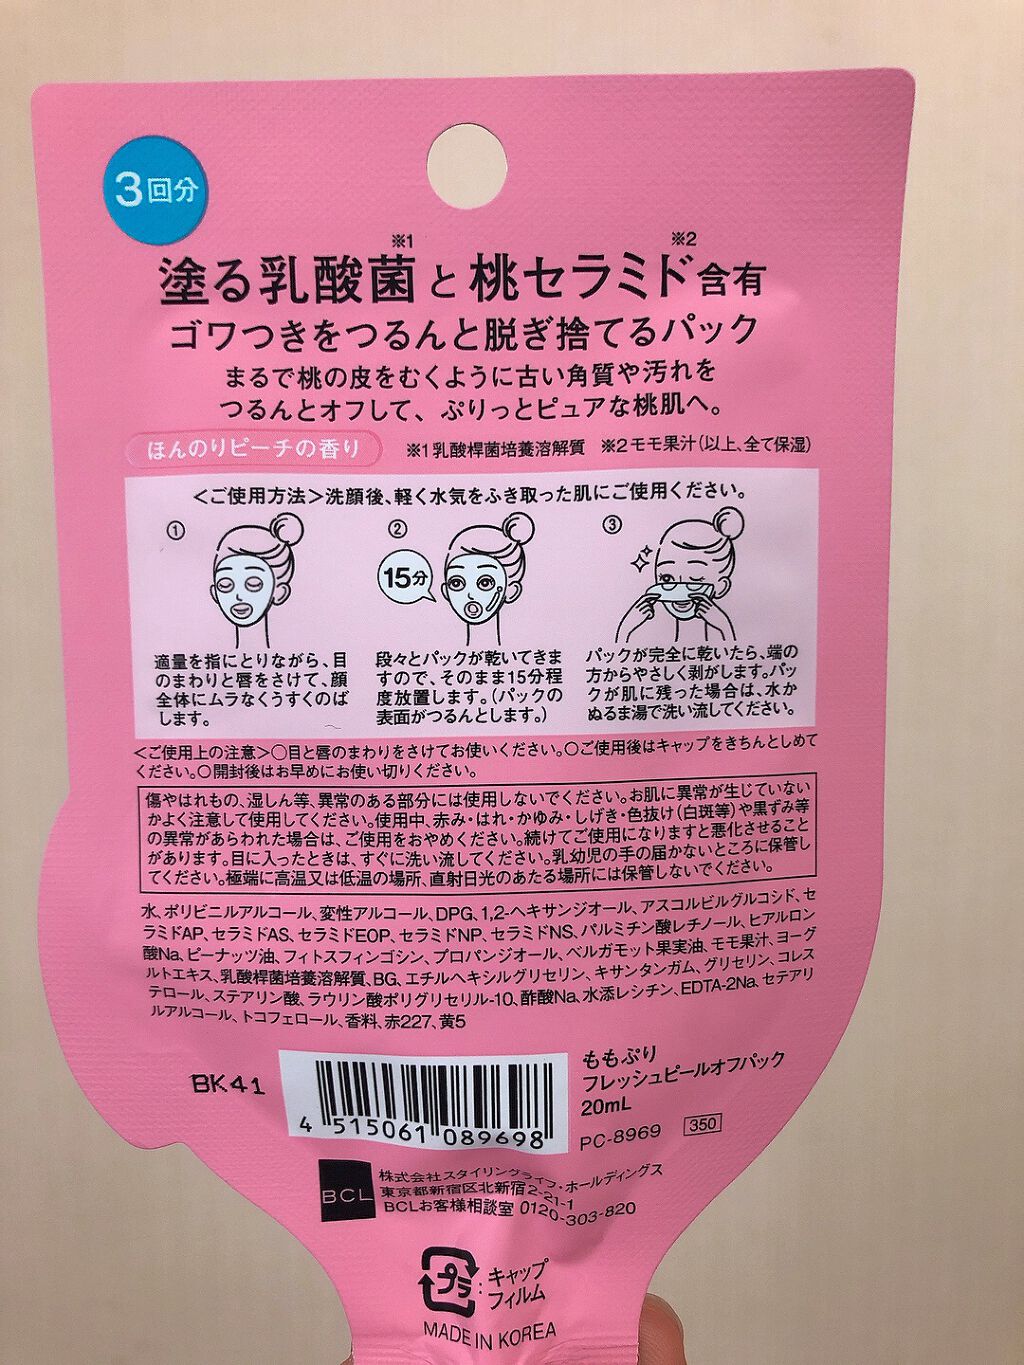 3回分
※1 ※2
塗る乳酸菌と桃セラミド含有
ゴワつきをつるんと脱ぎ捨てるパック
まるで桃の皮をむくように古い角質や汚れを
つるんとオフして、ぷりっとピュアな桃肌へ。
ほんのりピーチの香り ※1乳酸桿菌培養溶解質 ※2モモ果汁(以上、全て保湿)
<ご使用方法>洗顔後、軽く水気をふき取った肌にご使用ください。
①
適量を指にとりながら、目
のまわりと唇をさけて、顔
全体にムラなくうすくのば
します。
②
15分
段々とパックが乾いてきま
すので、そのまま15分程
度放置します。(パックの
表面がつるんとします。)
③
パックが完全に乾いたら、端の
方からやさしく剥がします。パッ
クが肌に残った場合は、水か
ぬるま湯で洗い流してください。
<ご使用上の注意>○目と唇のまわりをさけてお使いください。○ご使用後はキャップをきちんとしめて
ください。○開封後はお早めにお使い切りください。
傷やはれもの、湿しん等、異常のある部分には使用しないでください。お肌に異常が生じていない
かよく注意して使用してください。使用中、赤み・はれ・かゆみ・しげき・色抜け(白斑等)や黒ずみ等
の異常があらわれた場合は、ご使用をおやめください。続けてご使用になりますと悪化させること
があります。目に入ったときは、すぐに洗い流してください。乳幼児の手の届かないところに保管し
てください。極端に高温又は低温の場所、直射日光のあたる場所には保管しないでください。
水、ポリビニルアルコール、変性アルコール、DPG、1,2-ヘキサンジオール、アスコルビルグルコシド、セ
ラミドAP、セラミドAS、セラミドEOP、セラミドNP、セラミドNS、パルミチン酸レチノール、ヒアルロン
酸Na、ピーナッツ油、フィトスフィンゴシン、プロパンジオール、ベルガモット果実油、モモ果汁、ヨーグ
ルトエキス、乳酸桿菌培養溶解質、BG、エチルヘキシルグリセリン、キサンタンガム、グリセリン、コレス
テロール、ステアリン酸、ラウリン酸ポリグリセリル-10、酢酸Na、水添レシチン、EDTA-2Na、セテアリ
ルアルコール、トコフェロール、香料、赤227、黄5
BK41
4 515061 089698
ももぷり
フレッシュピールオフパック
20mL
PC-8969 350
BCL
株式会社スタイリングライフ・ホールディングス
東京都新宿区北新宿2-21-1
BCLお客様相談室 0120-303-820
プラ:キャップ
フィルム
MADE IN KOREA